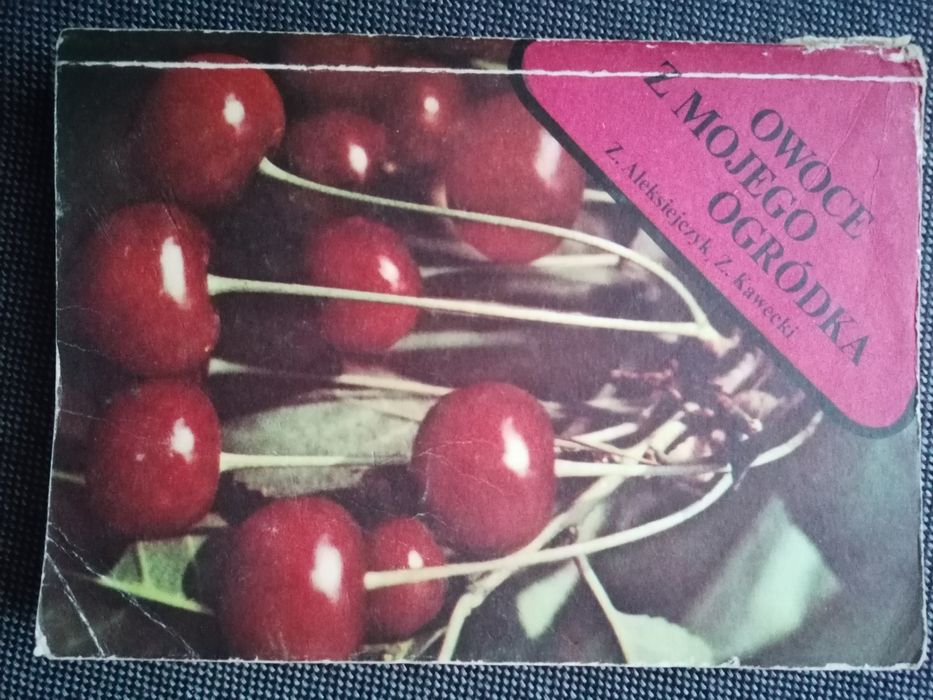 OWOCE
Z MOJEGO
OGRÓDKA
Z. Aleksiejczyk, Z. Kawecki